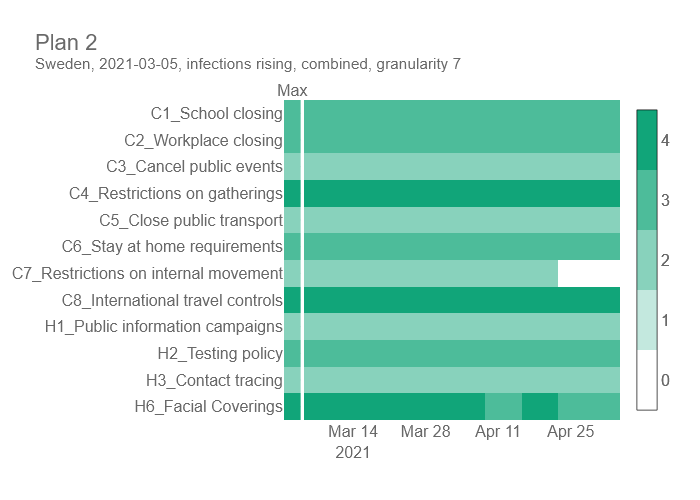 Plan 2
Sweden, 2021-03-05, infections rising, combined, granularity 7
Max
C1_School closing
C2_Workplace closing
C3_Cancel public events
C4_Restrictions on gatherings
C5_Close public transport
C6_Stay at home requirements
C7_Restrictions on internal movement
C8_International travel controls
H1_Public information campaigns
H2_Testing policy
H3_Contact tracing
H6_Facial Coverings
Mar 14 Mar 28 Apr 11 Apr 25
2021
4
3
2
1
0